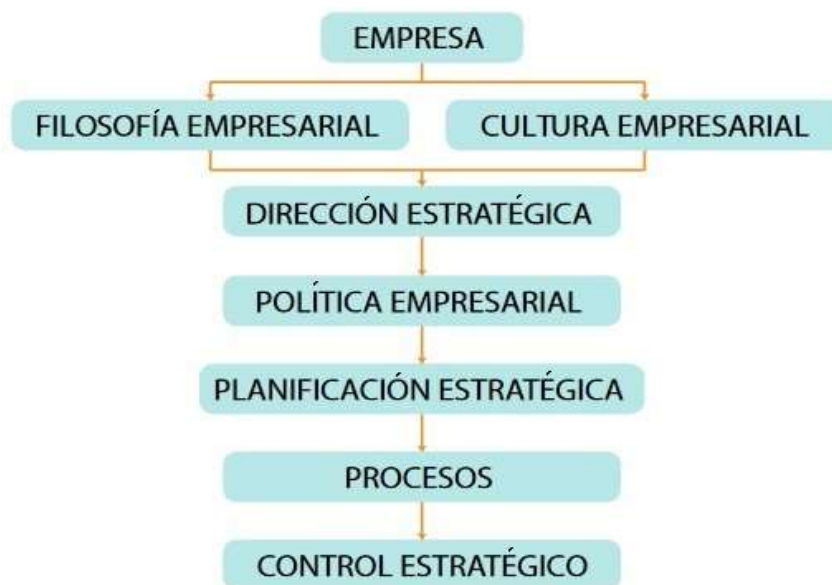 EMPRESA
FILOSOFÍA EMPRESARIAL
CULTURA EMPRESARIAL
DIRECCIÓN ESTRATÉGICA
POLÍTICA EMPRESARIAL
PLANIFICACIÓN ESTRATÉGICA
PROCESOS
CONTROL ESTRATÉGICO